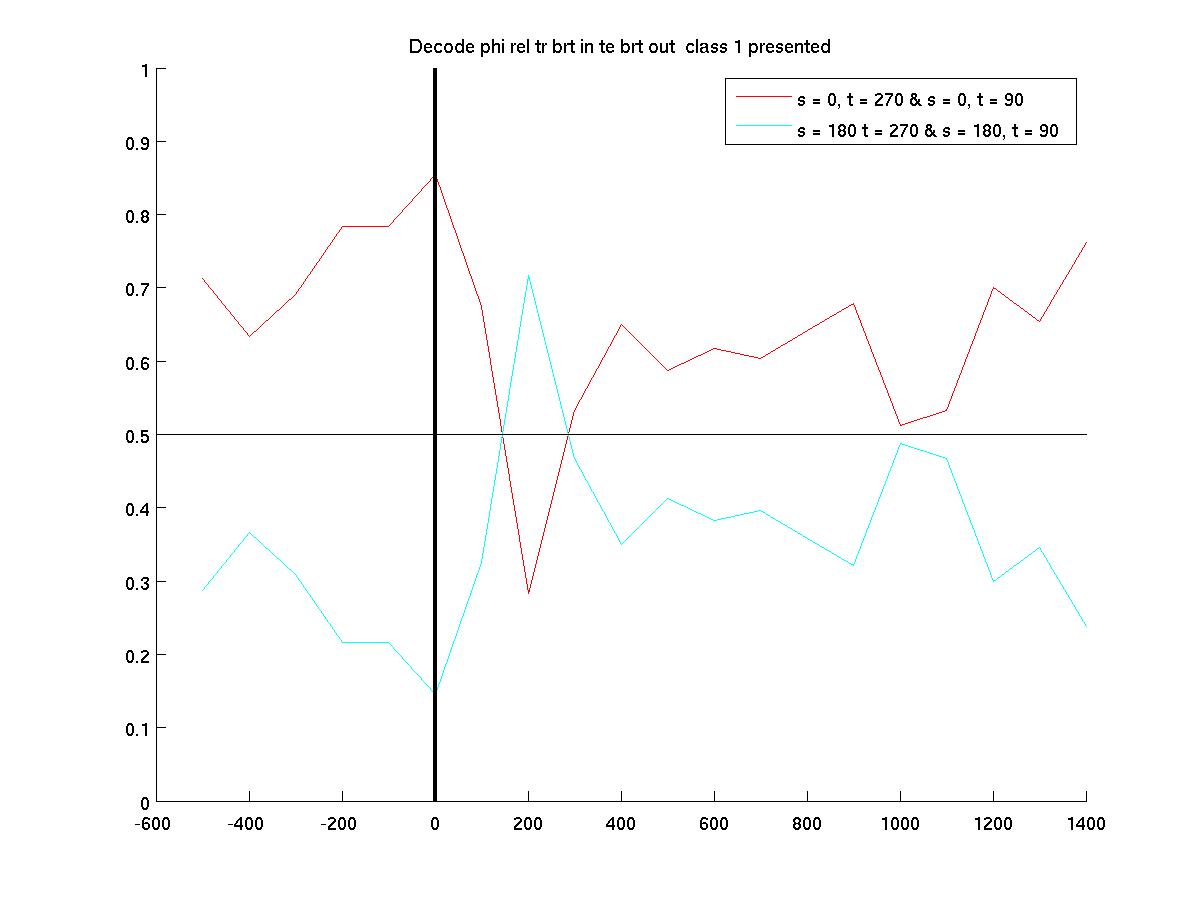 Decode phi rel tr brt in te brt out  class 1 presented
s = 0, t = 270 & s = 0, t = 90
s = 180 t = 270 & s = 180, t = 90
1
0.9
0.8
0.7
0.6
0.5
0.4
0.3
0.2
0.1
0
-600 -400 -200 0 200 400 600 800 1000 1200 1400